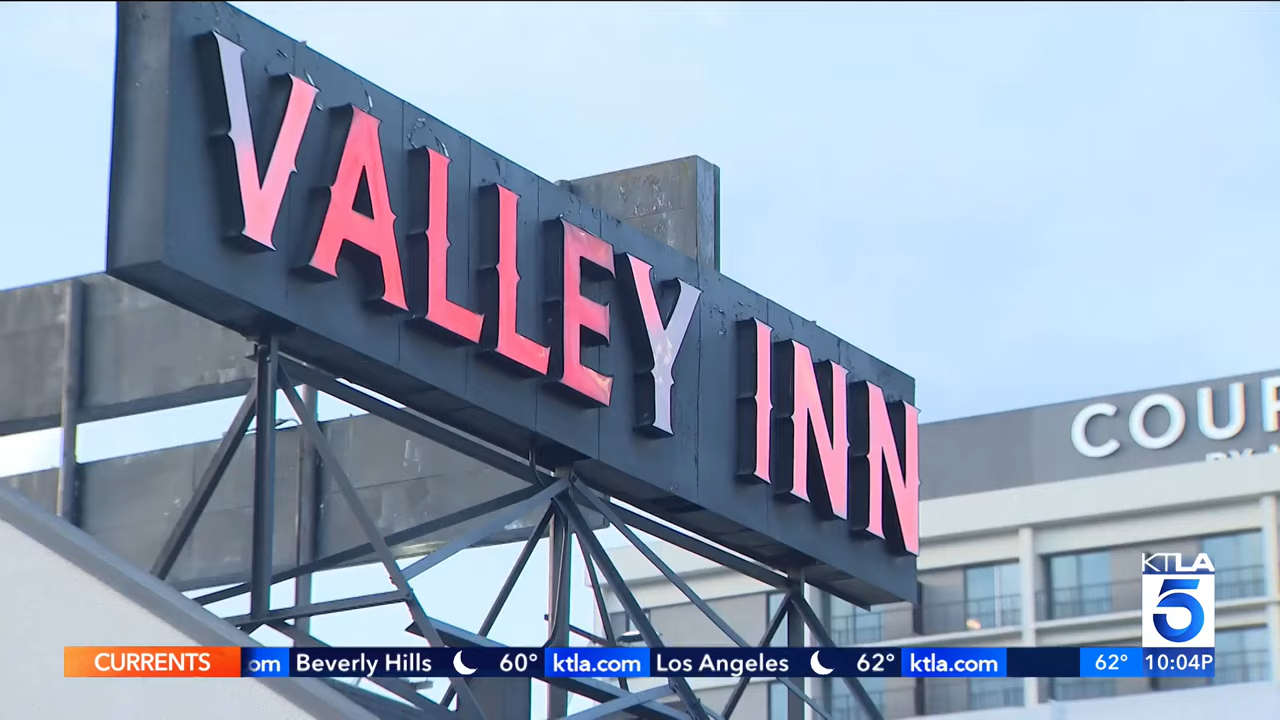 VALLEY INN
COUR
KTLA
5
CURRENTS om Beverly Hills 60° ktla.com Los Angeles 62° ktla.com 62° 10:04P